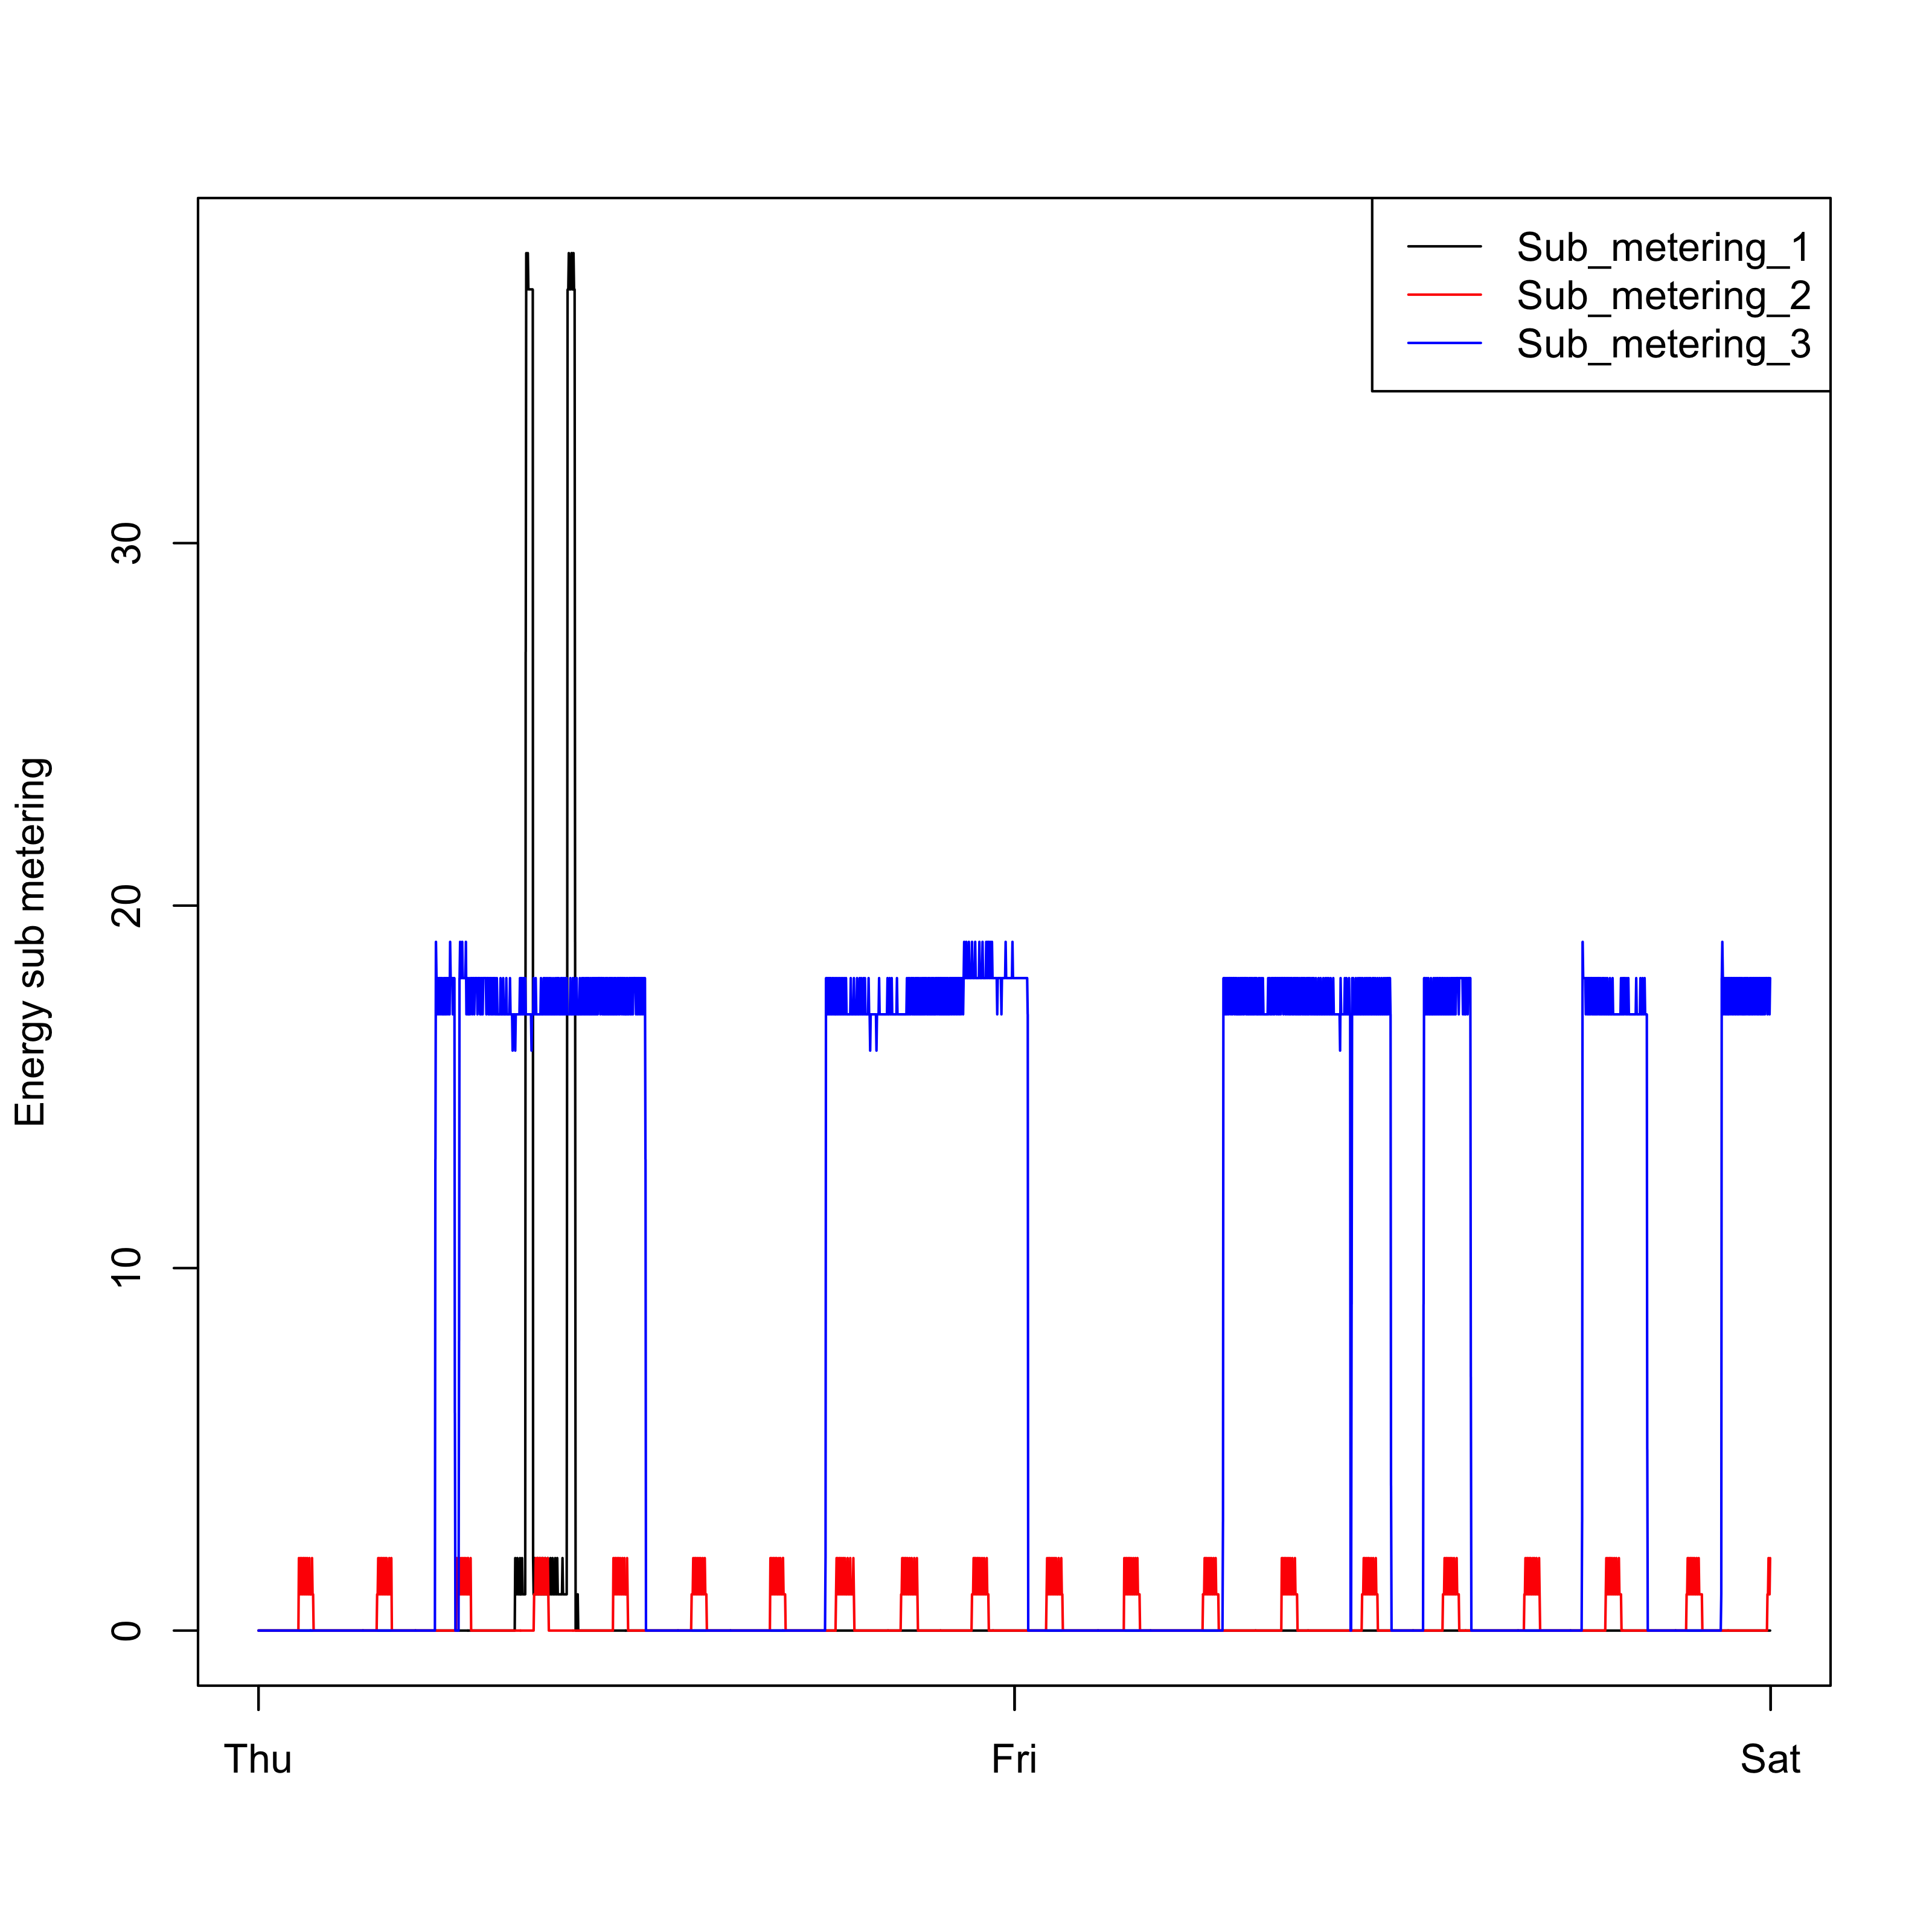 Sub_metering_1
Sub_metering_2
Sub_metering_3
Energy sub metering
30
20
10
0
Thu Fri Sat